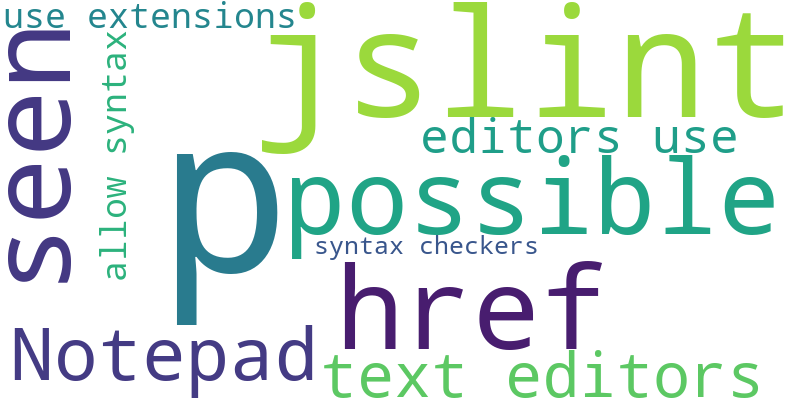 use extensions
jslint
seen
allow syntax
editors use
p
possible
syntax checkers
href
Notepad
text editors